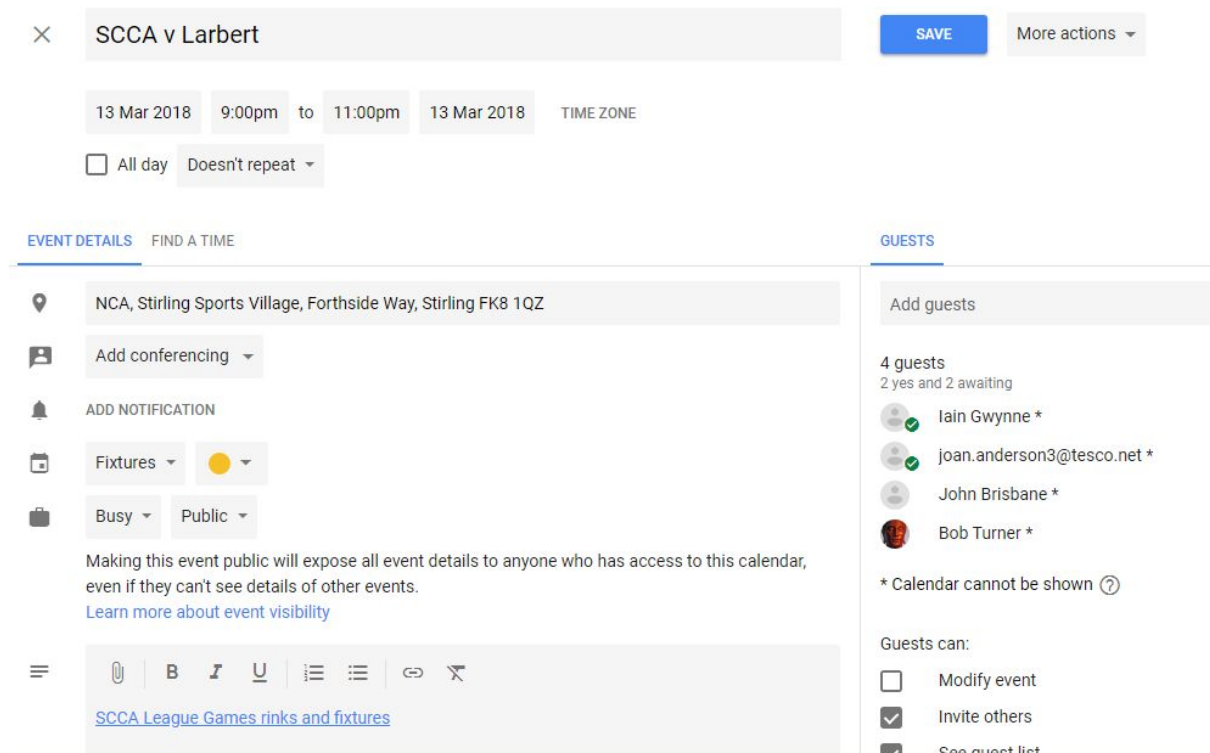 SCCA v Larbert
SAVE
More actions
13 Mar 2018 9:00pm to 11:00pm 13 Mar 2018 TIME ZONE
All day Doesn't repeat
EVENT DETAILS FIND A TIME
NCA, Stirling Sports Village, Forthside Way, Stirling FK8 1QZ
Add conferencing
ADD NOTIFICATION
Fixtures
Busy Public
Making this event public will expose all event details to anyone who has access to this calendar,
even if they can't see details of other events.
Learn more about event visibility
B I U
SCCA League Games rinks and fixtures
GUESTS
Add guests
4 guests
2 yes and 2 awaiting
Iain Gwynne *
joan.anderson3@tesco.net *
John Brisbane *
Bob Turner *
* Calendar cannot be shown ?
Guests can:
Modify event
Invite others
See guest list